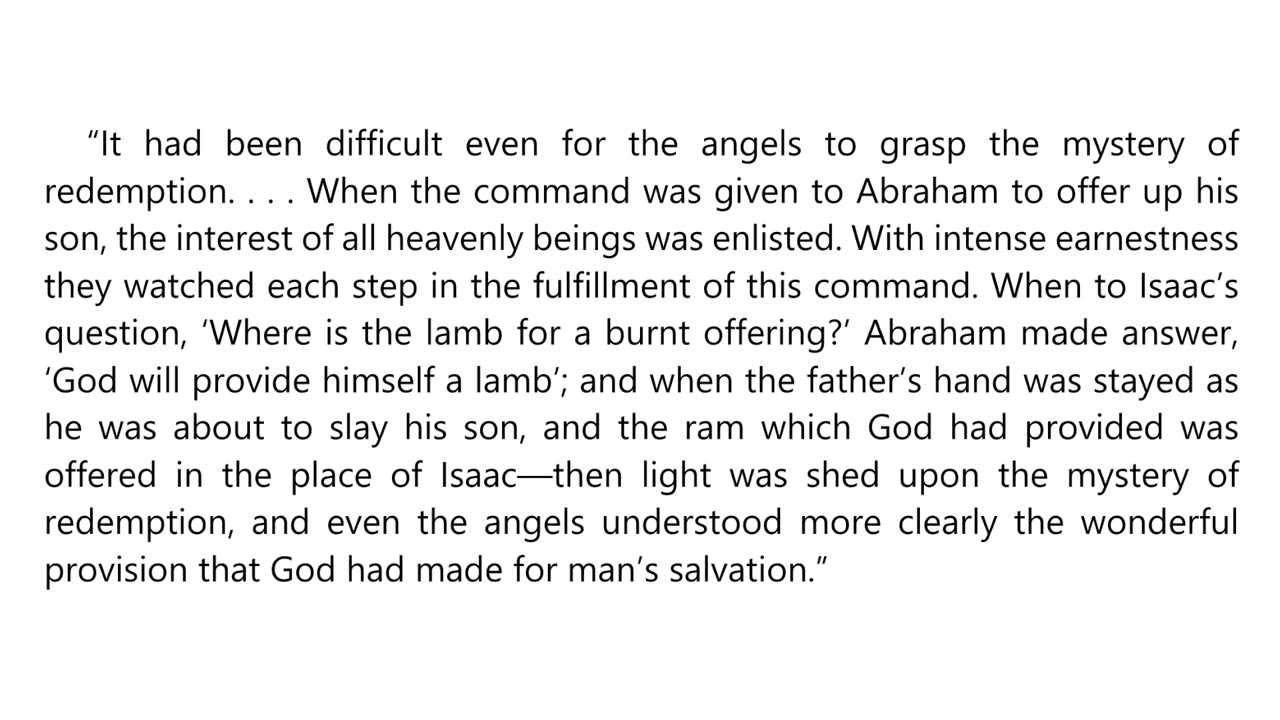 “It had been difficult even for the angels to grasp the mystery of
redemption. . . . When the command was given to Abraham to offer up his
son, the interest of all heavenly beings was enlisted. With intense earnestness
they watched each step in the fulfillment of this command. When to Isaac’s
question, ‘Where is the lamb for a burnt offering?’ Abraham made answer,
‘God will provide himself a lamb’; and when the father’s hand was stayed as
he was about to slay his son, and the ram which God had provided was
offered in the place of Isaac—then light was shed upon the mystery of
redemption, and even the angels understood more clearly the wonderful
provision that God had made for man’s salvation.”